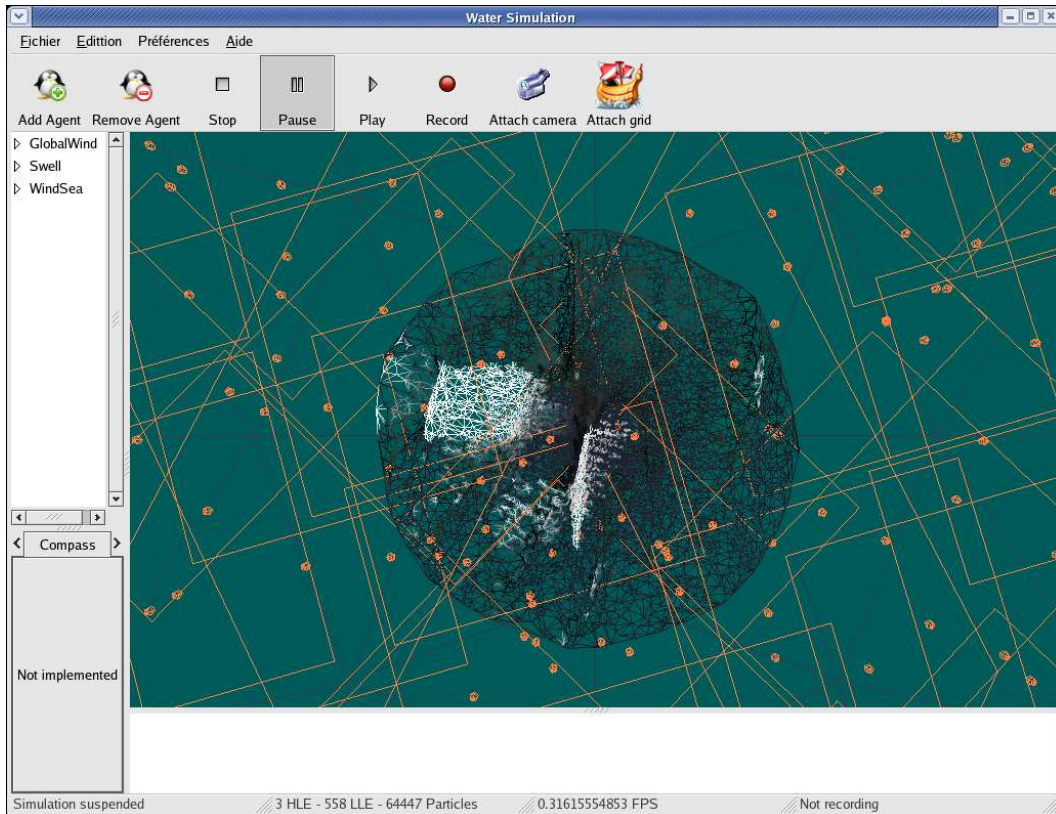 Water Simulation
Fichier Edittion Préférences Aide
Add Agent Remove Agent Stop Pause Play Record Attach camera Attach grid
GlobalWind
Swell
WindSea
Compass
Not implemented
Simulation suspended 3 HLE - 558 LLE - 64447 Particles 0.31615554853 FPS Not recording